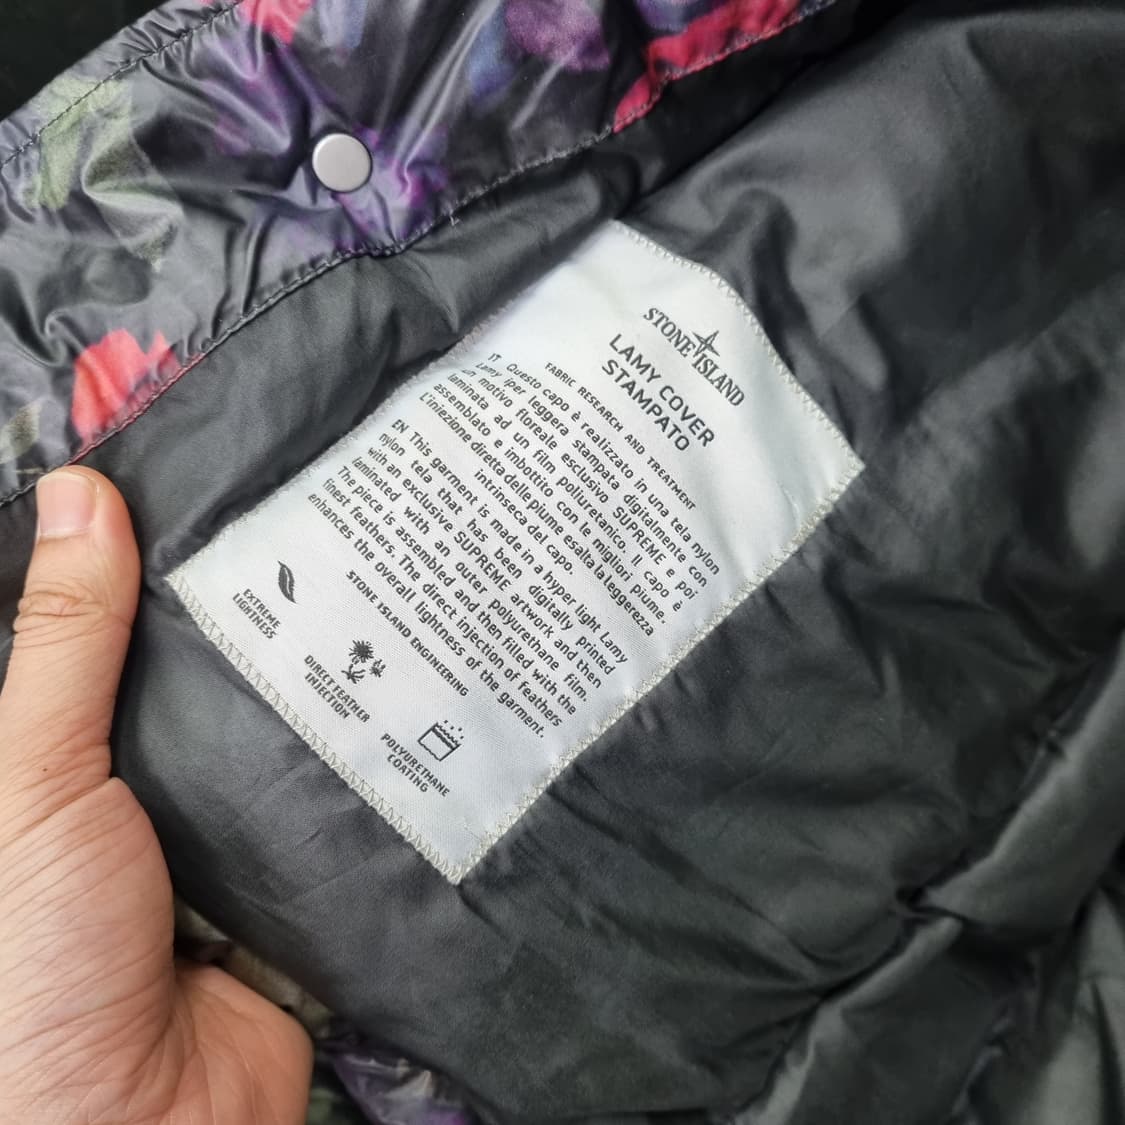 STONE ISLAND
LAMY COVER
STAMPATO
FABRIC RESEARCH AND TREATMENT
IT Questo capo è realizzato in una tela nylon
Lamy iper leggera stampata digitalmente con
un motivo floreale esclusivo SUPREME e poi
laminata ad un film poliuretanico. Il capo è
assemblato e imbottito con le migliori piume.
L'iniezione diretta delle piume esalta la leggerezza
intrinseca del capo.
EN This garment is made in a hyper light Lamy
nylon tela that has been digitally printed
with an exclusive SUPREME artwork and then
laminated with an outer polyurethane film.
The piece is assembled and then filled with the
finest feathers. The direct injection of feathers
enhances the overall lightness of the garment.
STONE ISLAND ENGINEERING
EXTREME
LIGHTNESS
DIRECT FEATHER
INJECTION
POLYURETHANE
COATING